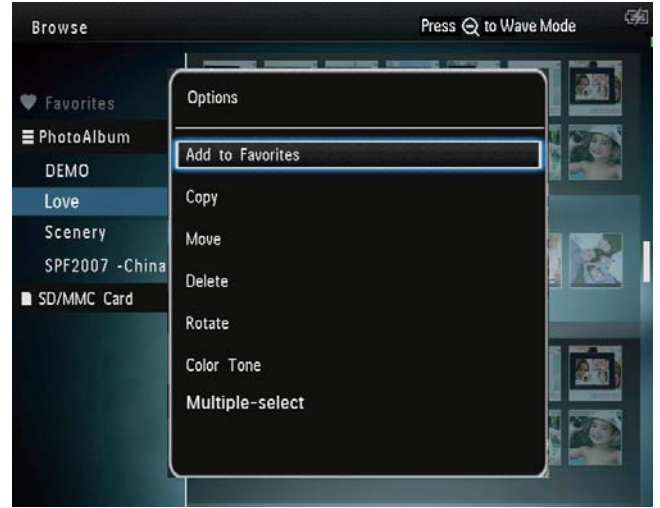 Browse
Press to Wave Mode
Favorites
PhotoAlbum
DEMO
Love
Scenery
SPF2007 -China
SD/MMC Card
Options
Add to Favorites
Copy
Move
Delete
Rotate
Color Tone
Multiple-select